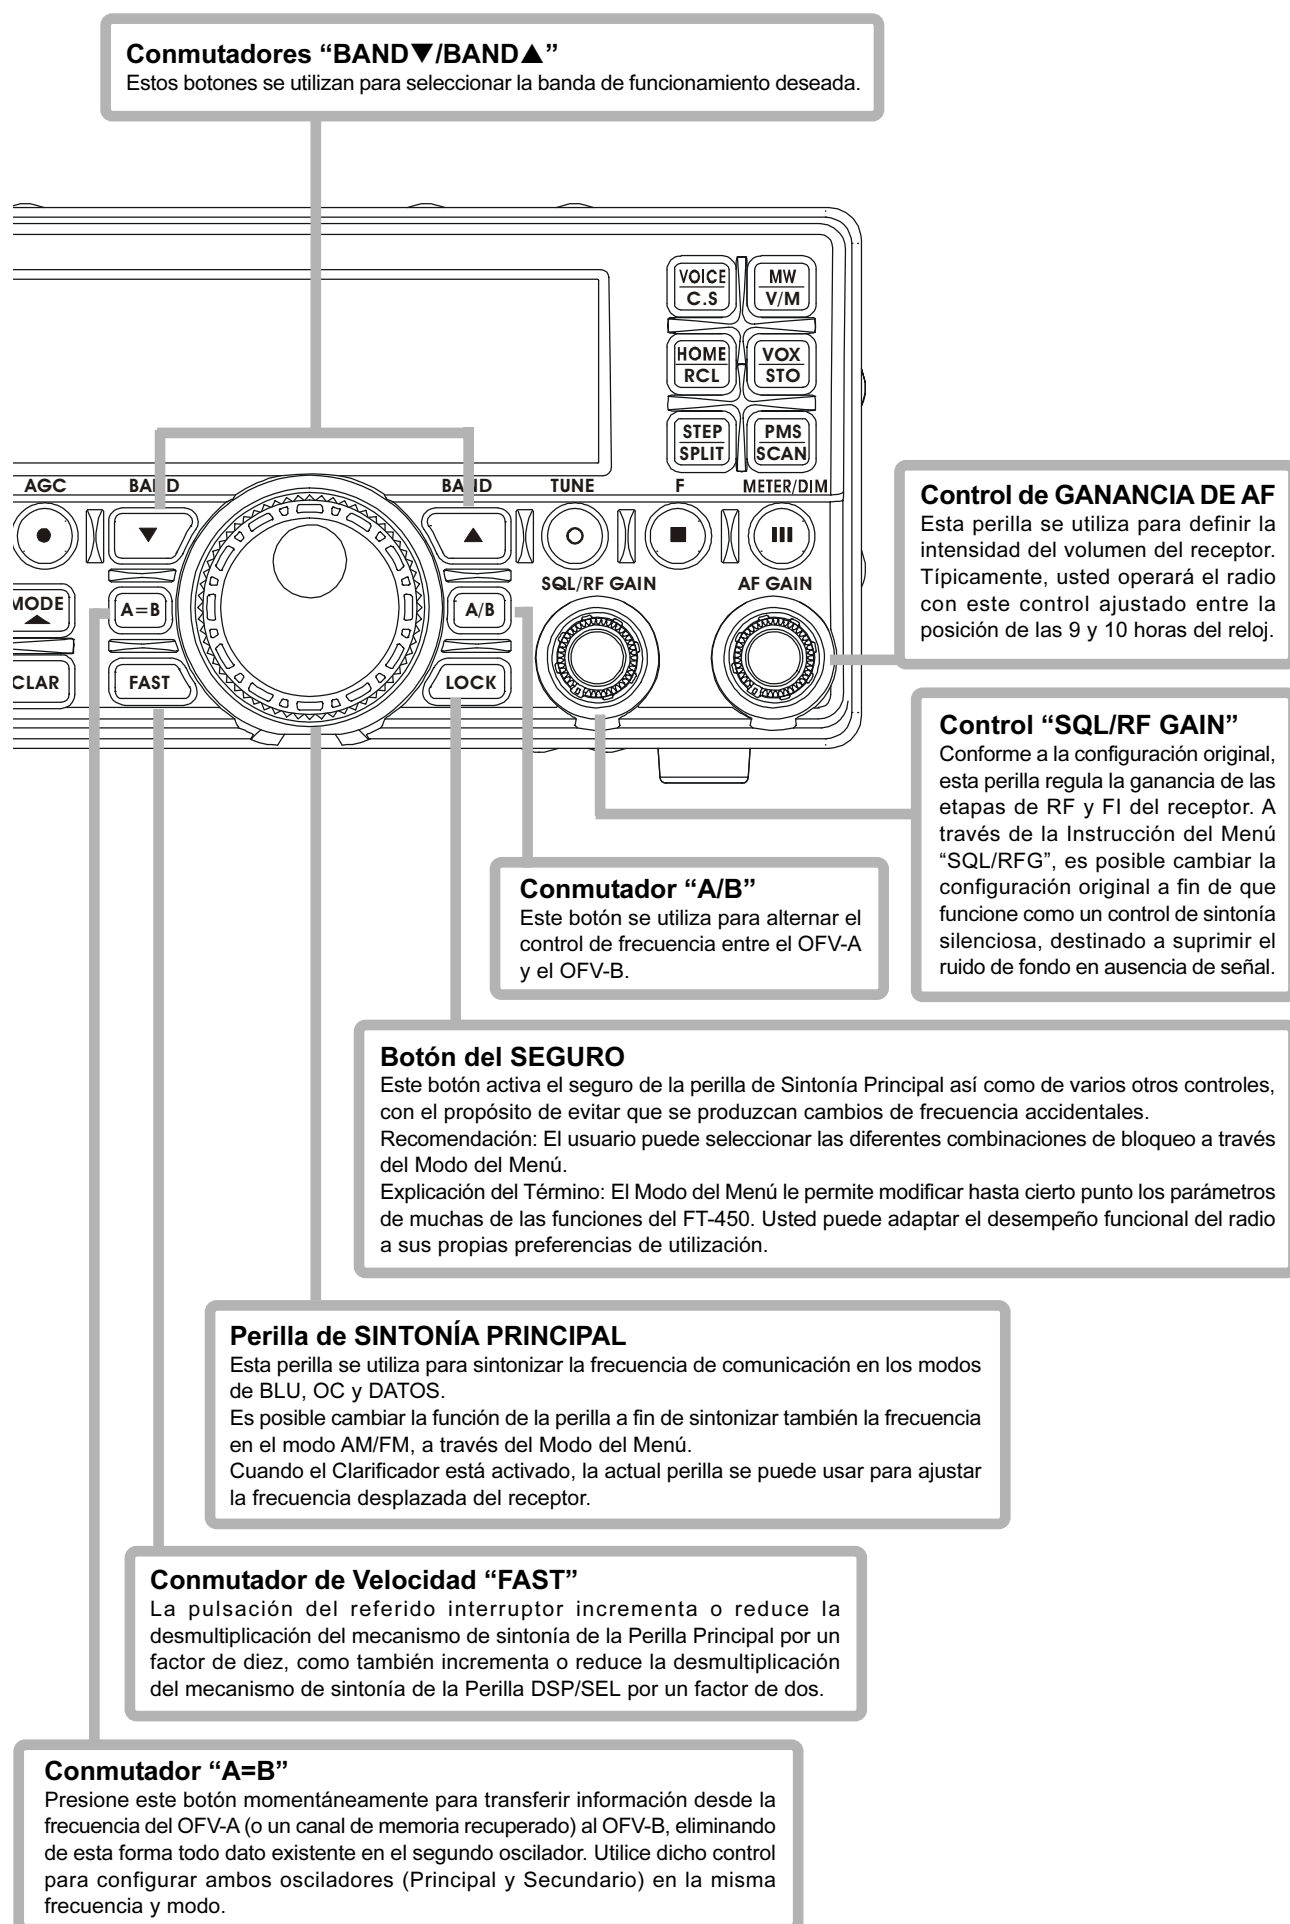 Conmutadores “BAND▼/BAND▲”
Estos botones se utilizan para seleccionar la banda de funcionamiento deseada.
VOICE
C.S
MW
V/M
HOME
RCL
VOX
STO
STEP
SPLIT
PMS
SCAN
AGC
BAND
BAND
TUNE
F
METER/DIM
MODE
A=B
A/B
SQL/RF GAIN
AF GAIN
CLAR
FAST
LOCK
Control de GANANCIA DE AF
Esta perilla se utiliza para definir la
intensidad del volumen del receptor.
Típicamente, usted operará el radio
con este control ajustado entre la
posición de las 9 y 10 horas del reloj.
Control “SQL/RF GAIN”
Conforme a la configuración original,
esta perilla regula la ganancia de las
etapas de RF y FI del receptor. A
través de la Instrucción del Menú
“SQL/RFG”, es posible cambiar la
configuración original a fin de que
funcione como un control de sintonía
silenciosa, destinado a suprimir el
ruido de fondo en ausencia de señal.
Conmutador “A/B”
Este botón se utiliza para alternar el
control de frecuencia entre el OFV-A
y el OFV-B.
Botón del SEGURO
Este botón activa el seguro de la perilla de Sintonía Principal así como de varios otros controles,
con el propósito de evitar que se produzcan cambios de frecuencia accidentales.
Recomendación: El usuario puede seleccionar las diferentes combinaciones de bloqueo a través
del Modo del Menú.
Explicación del Término: El Modo del Menú le permite modificar hasta cierto punto los parámetros
de muchas de las funciones del FT-450. Usted puede adaptar el desempeño funcional del radio
a sus propias preferencias de utilización.
Perilla de SINTONÍA PRINCIPAL
Esta perilla se utiliza para sintonizar la frecuencia de comunicación en los modos
de BLU, OC y DATOS.
Es posible cambiar la función de la perilla a fin de sintonizar también la frecuencia
en el modo AM/FM, a través del Modo del Menú.
Cuando el Clarificador está activado, la actual perilla se puede usar para ajustar
la frecuencia desplazada del receptor.
Conmutador de Velocidad “FAST”
La pulsación del referido interruptor incrementa o reduce la
desmultiplicación del mecanismo de sintonía de la Perilla Principal por un
factor de diez, como también incrementa o reduce la desmultiplicación
del mecanismo de sintonía de la Perilla DSP/SEL por un factor de dos.
Conmutador “A=B”
Presione este botón momentáneamente para transferir información desde la
frecuencia del OFV-A (o un canal de memoria recuperado) al OFV-B, eliminando
de esta forma todo dato existente en el segundo oscilador. Utilice dicho control
para configurar ambos osciladores (Principal y Secundario) en la misma
frecuencia y modo.